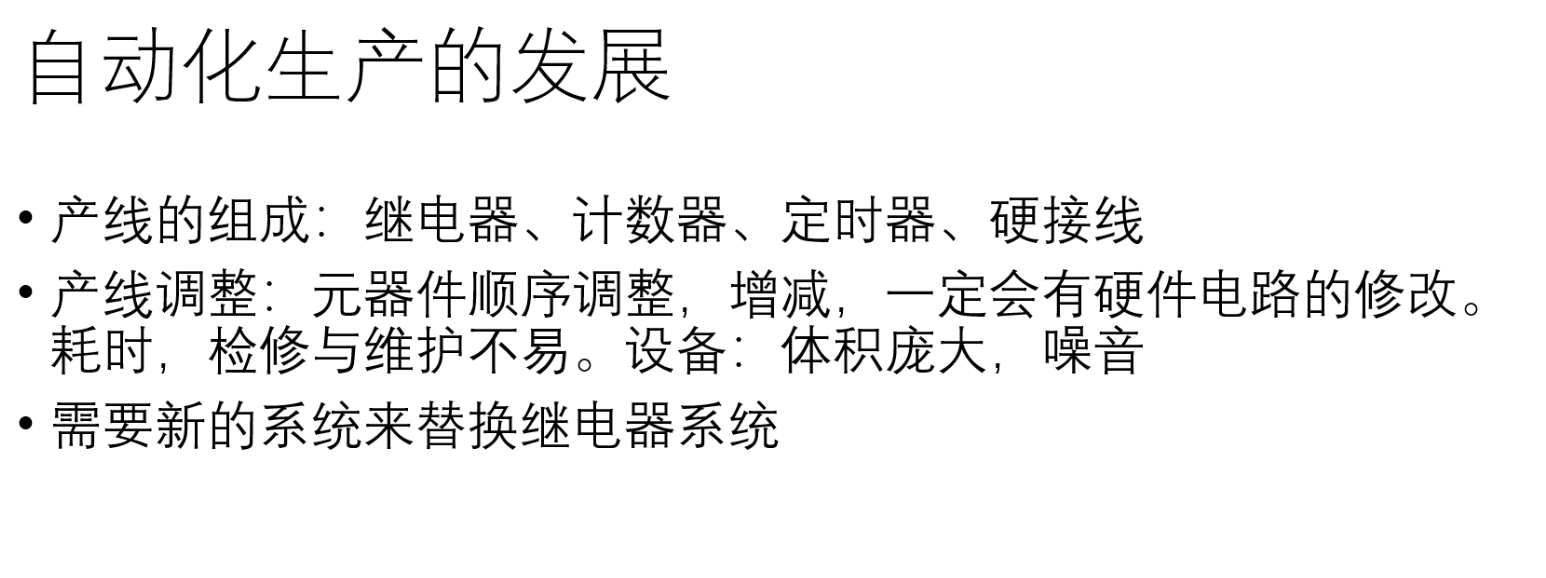 自动化生产的发展
• 产线的组成：继电器、计数器、定时器、硬接线
• 产线调整：元器件顺序调整，增减，一定会有硬件电路的修改。
耗时，检修与维护不易。设备：体积庞大，噪音
• 需要新的系统来替换继电器系统